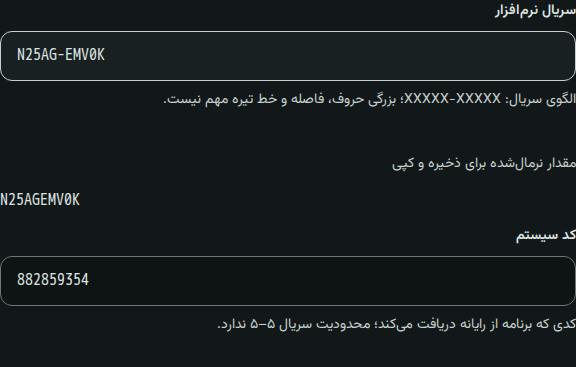 سریال نرم‌افزار
N25AG-EMV0K
الگوی سریال: XXXXX-XXXXX؛ بزرگی حروف، فاصله و خط تیره مهم نیست.
مقدار نرمال‌شده برای ذخیره و کپی
N25AGEMV0K
کد سیستم
882859354
کدی که برنامه از رایانه دریافت می‌کند؛ محدودیت سریال ۵–۵ ندارد.